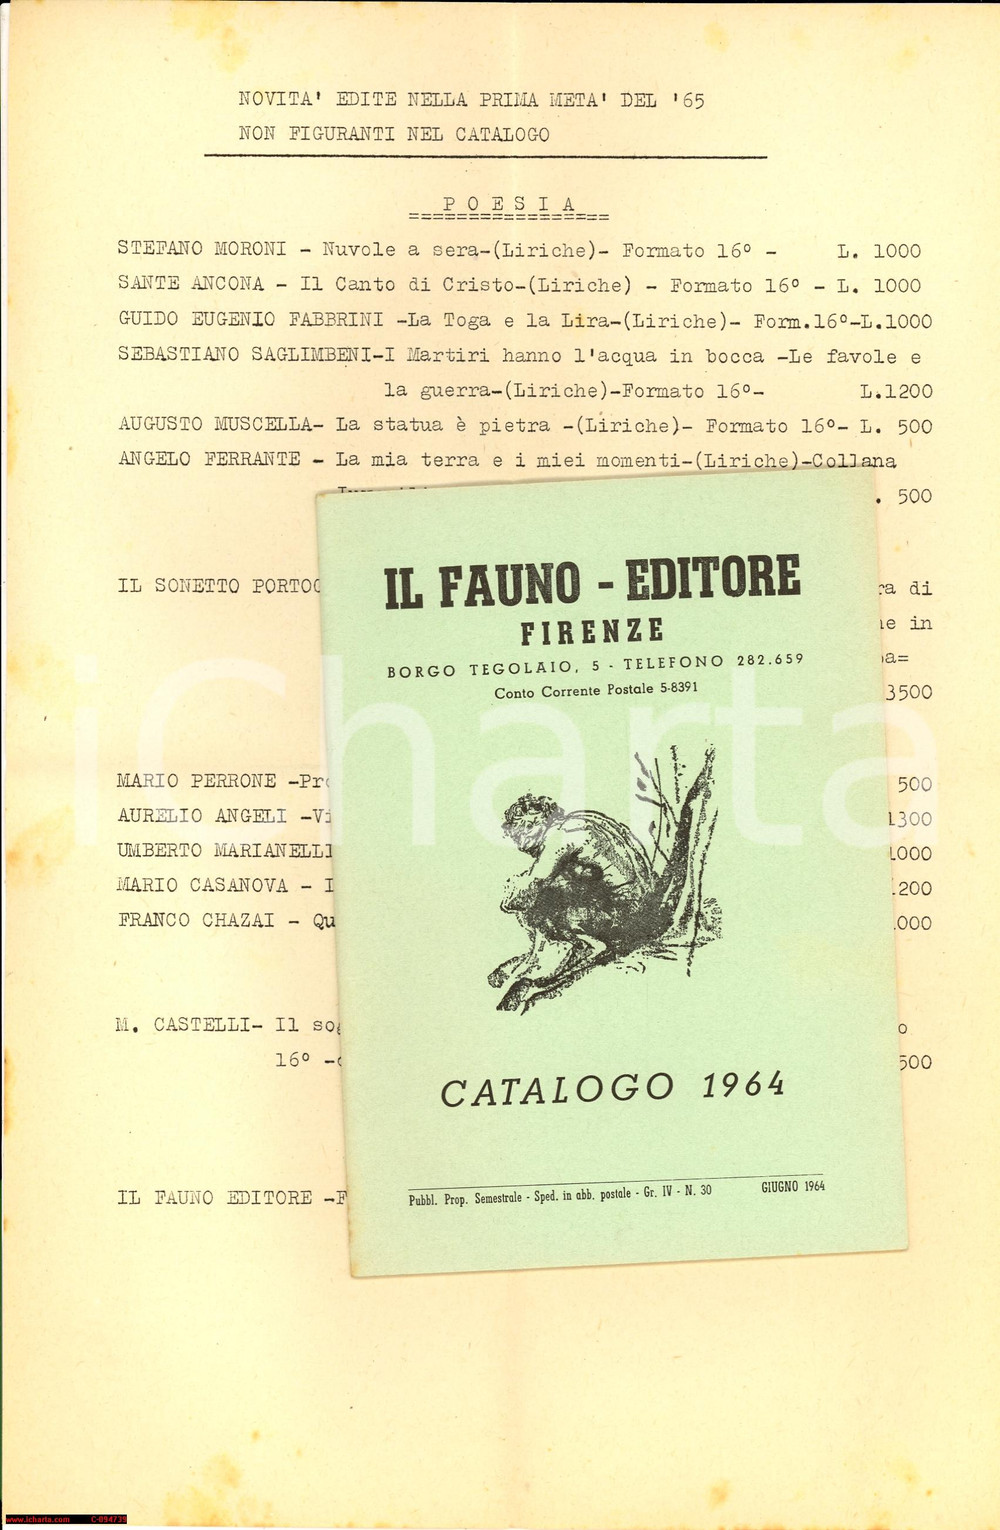 NOVITA' EDITE NELLA PRIMA META' DEL '65
NON FIGURANTI NEL CATALOGO
P O E S I A
STEFANO MORONI - Nuvole a sera-(Liriche)- Formato 16° - L. 1000
SANTE ANCONA - Il Canto di Cristo-(Liriche) - Formato 16° - L. 1000
GUIDO EUGENIO FABBRINI -La Toga e la Lira-(Liriche)- Form.16°-L.1000
SEBASTIANO SAGLIMBENI-I Martiri hanno l'acqua in bocca -Le favole e
la guerra-(Liriche)-Formato 16°- L.1200
AUGUSTO MUSCELLA- La statua è pietra -(Liriche)- Formato 16°- L. 500
ANGELO FERRANTE - La mia terra e i miei momenti-(Liriche)-Collana
. 500
IL SONETTO
di
in
3500
MARIO PERRONE - 500
AURELIO ANGELI - 1300
UMBERTO MARIANELLI 1000
MARIO CASANOVA - 200
FRANCO CHAZAI - 000
M. CASTELLI- Il
16° - 500
IL FAUNO EDITORE -
IL FAUNO - EDITORE
FIRENZE
BORGO TEGOLAIO, 5 - TELEFONO 282.659
Conto Corrente Postale 5-8391
CATALOGO 1964
Pubbl. Prop. Semestrale - Sped. in abb. postale - Gr. IV - N. 30 GIUGNO 1964
iCharta
www.icharta.com C-094739